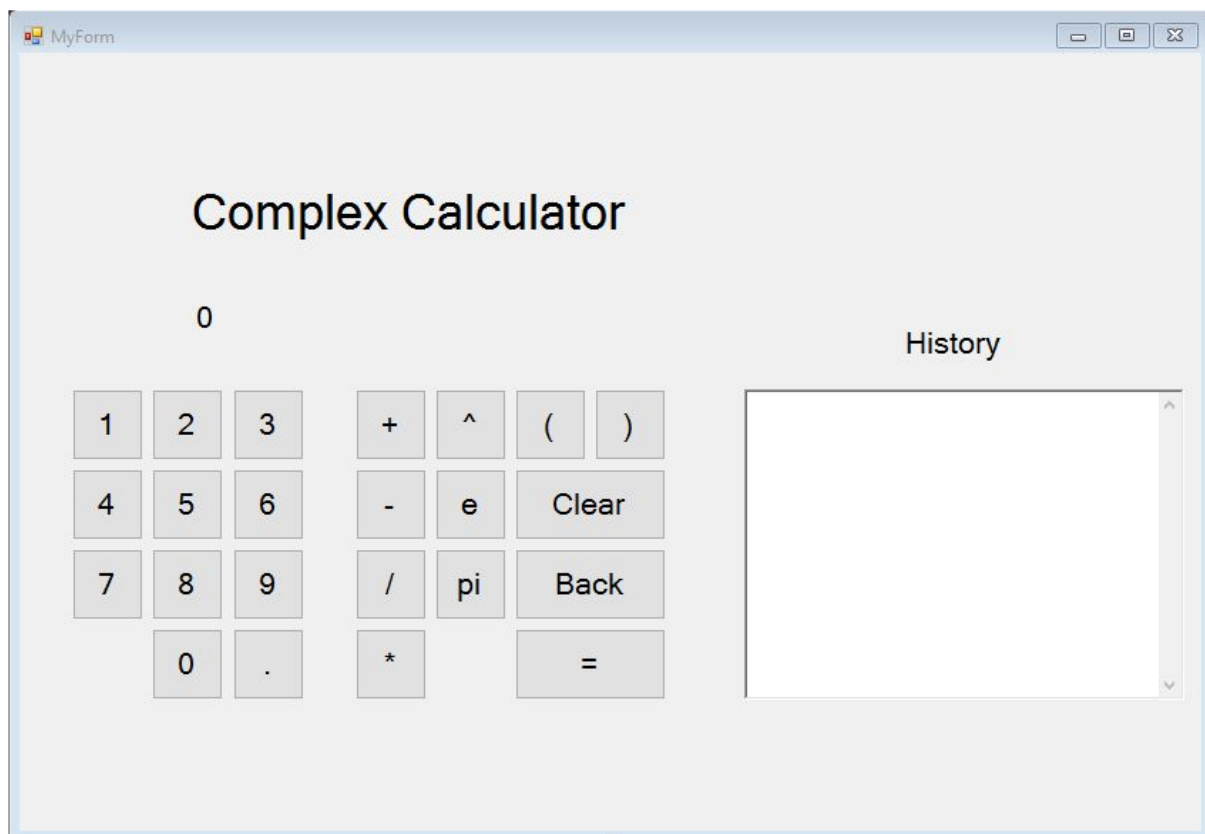 MyForm
Complex Calculator
0
History
1 2 3 + ^ ( )
4 5 6 - e Clear
7 8 9 / pi Back
0 . * =